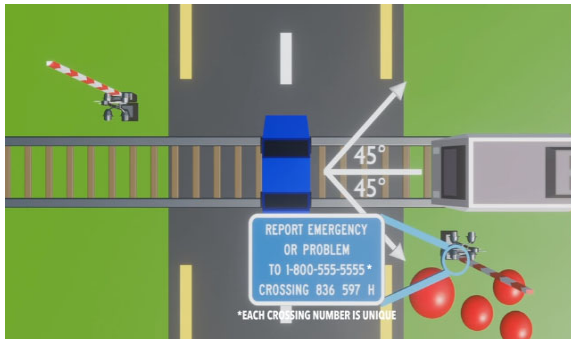 45°
45°
REPORT EMERGENCY
OR PROBLEM
TO 1-800-555-5555*
CROSSING 836 597 H
*EACH CROSSING NUMBER IS UNIQUE